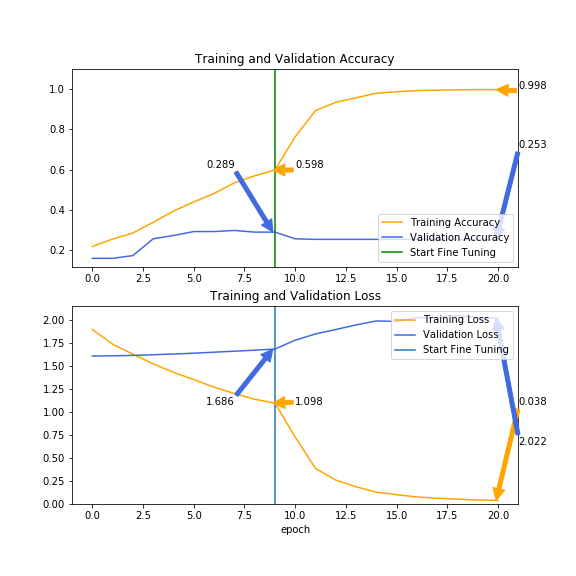 Training and Validation Accuracy
1.0
0.8
0.6
0.4
0.2
0.998
0.253
0.289
0.598
Training Accuracy
Validation Accuracy
Start Fine Tuning
0.0 2.5 5.0 7.5 10.0 12.5 15.0 17.5 20.0
Training and Validation Loss
2.00
1.75
1.50
1.25
1.00
0.75
0.50
0.25
0.00
Training Loss
Validation Loss
Start Fine Tuning
1.686
1.098
0.038
2.022
0.0 2.5 5.0 7.5 10.0 12.5 15.0 17.5 20.0
epoch